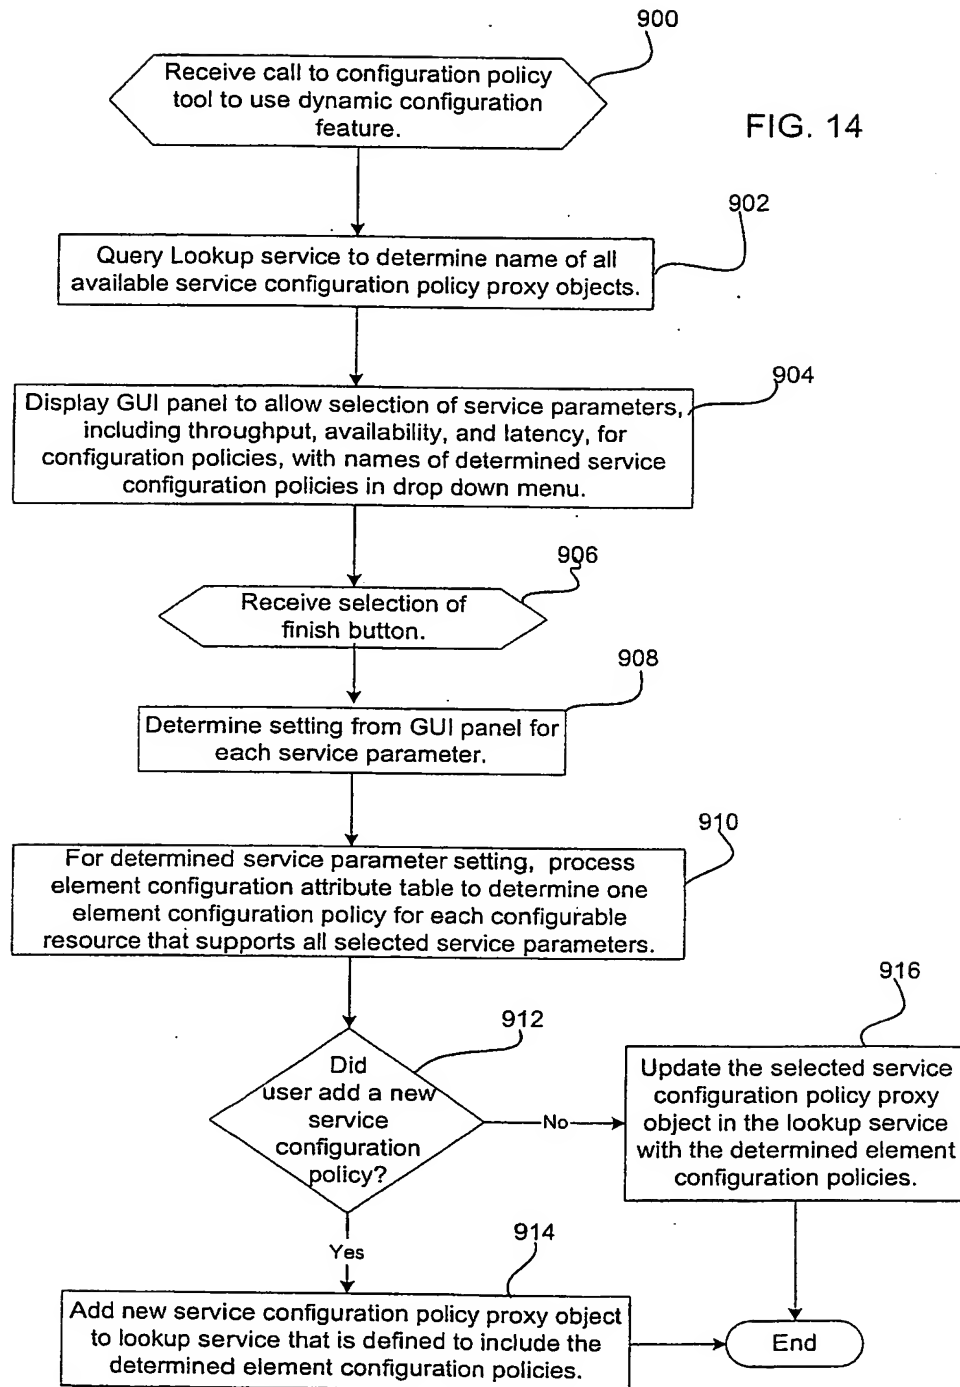 900
Receive call to configuration policy
tool to use dynamic configuration
feature.
FIG. 14
902
Query Lookup service to determine name of all
available service configuration policy proxy objects.
904
Display GUI panel to allow selection of service parameters,
including throughput, availability, and latency, for
configuration policies, with names of determined service
configuration policies in drop down menu.
906
Receive selection of
finish button.
908
Determine setting from GUI panel for
each service parameter.
910
For determined service parameter setting, process
element configuration attribute table to determine one
element configuration policy for each configurable
resource that supports all selected service parameters.
912
Did
user add a new
service
configuration
policy?
No
916
Update the selected service
configuration policy proxy
object in the lookup service
with the determined element
configuration policies.
Yes
914
Add new service configuration policy proxy object
to lookup service that is defined to include the
determined element configuration policies.
End